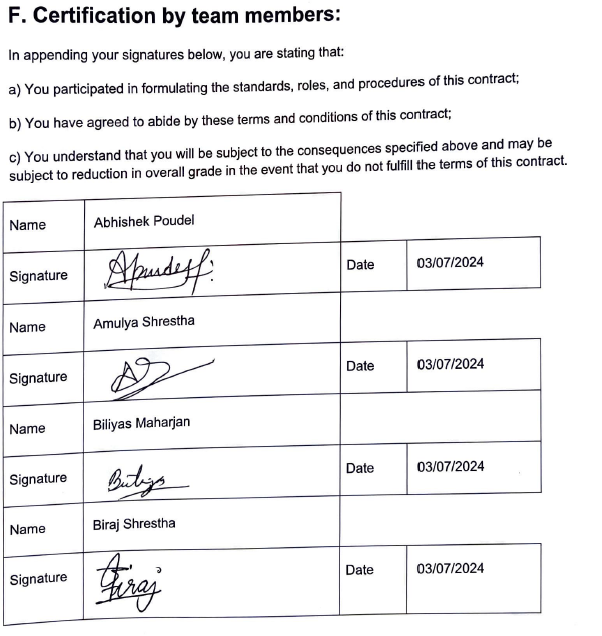 F. Certification by team members:
In appending your signatures below, you are stating that:
a) You participated in formulating the standards, roles, and procedures of this contract;
b) You have agreed to abide by these terms and conditions of this contract;
c) You understand that you will be subject to the consequences specified above and may be
subject to reduction in overall grade in the event that you do not fulfill the terms of this contract.
Name Abhishek Poudel
Signature Date 03/07/2024
Name Amulya Shrestha
Signature Date 03/07/2024
Name Biliyas Maharjan
Signature Date 03/07/2024
Name Biraj Shrestha
Signature Biraj Date 03/07/2024